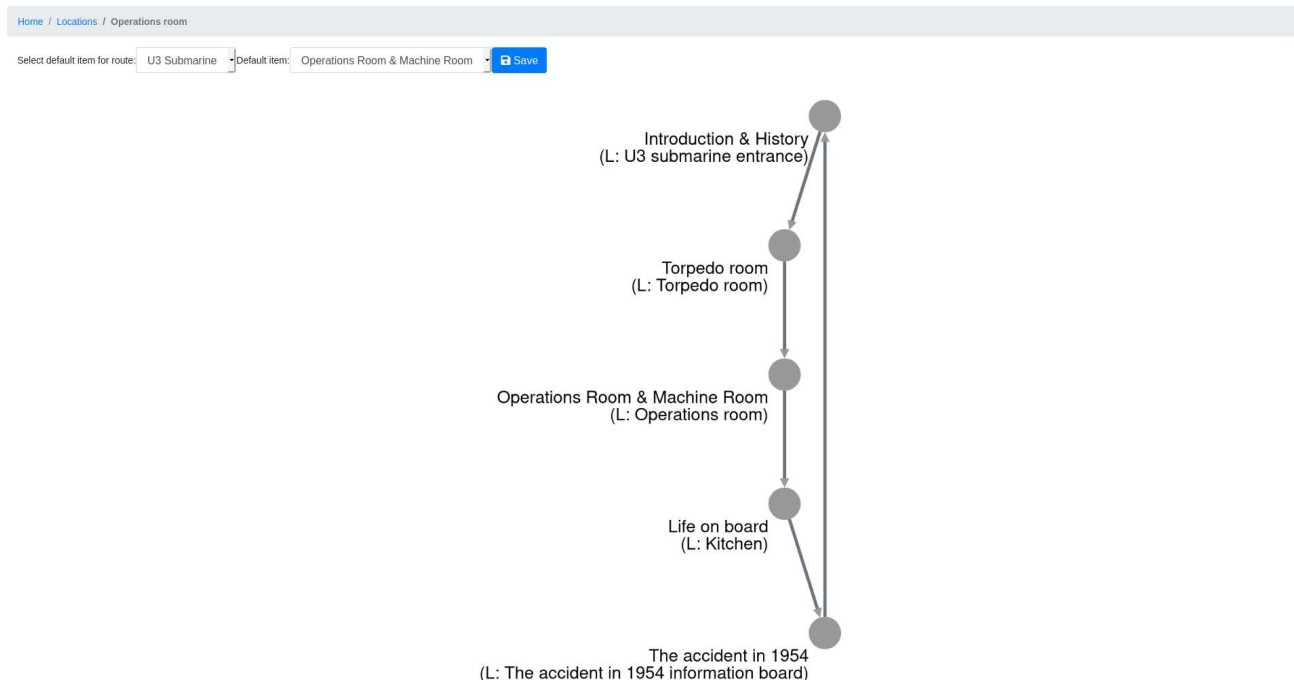 Home / Locations / Operations room
Select default item for route: U3 Submarine Default item: Operations Room & Machine Room Save
Introduction & History
(L: U3 submarine entrance)
Torpedo room
(L: Torpedo room)
Operations Room & Machine Room
(L: Operations room)
Life on board
(L: Kitchen)
The accident in 1954
(L: The accident in 1954 information board)